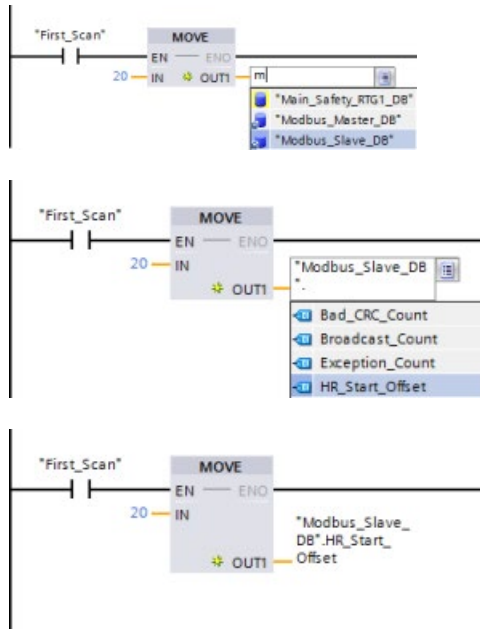 "First_Scan"
MOVE
EN ENO
20 IN OUT1 m
"Main_Safety_RTG1_DB"
"Modbus_Master_DB"
"Modbus_Slave_DB"
"First_Scan"
MOVE
EN ENO
20 IN
OUT1
"Modbus_Slave_DB
".
Bad_CRC_Count
Broadcast_Count
Exception_Count
HR_Start_Offset
"First_Scan"
MOVE
EN ENO
20 IN
OUT1
"Modbus_Slave_
DB".HR_Start_
Offset